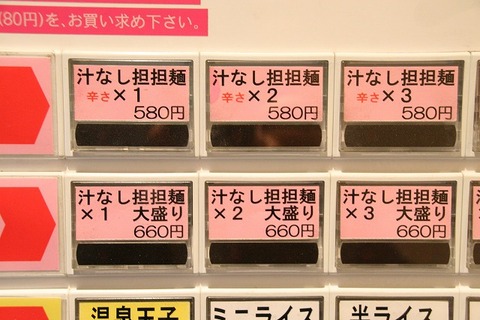 (80円)を、お買い求め下さい。
汁なし担担麺
辛さ×1
580円
汁なし担担麺
辛さ×2
580円
汁なし担担麺
辛さ×3
580円
汁なし担担麺
×1 大盛り
660円
汁なし担担麺
×2 大盛り
660円
汁なし担担麺
×3 大盛り
660円
温泉玉子
ミニライス
半ライス